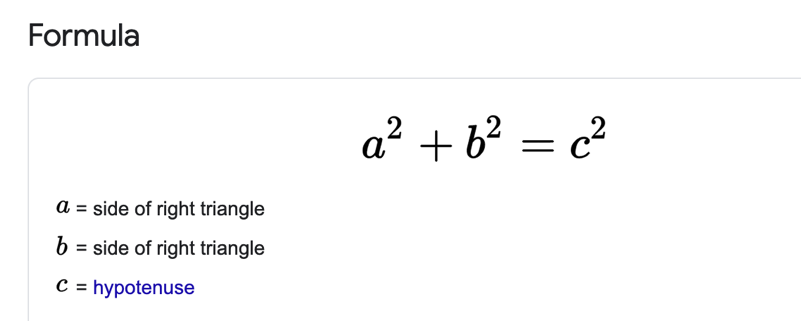 Formula
a² + b² = c²
a = side of right triangle
b = side of right triangle
c = hypotenuse